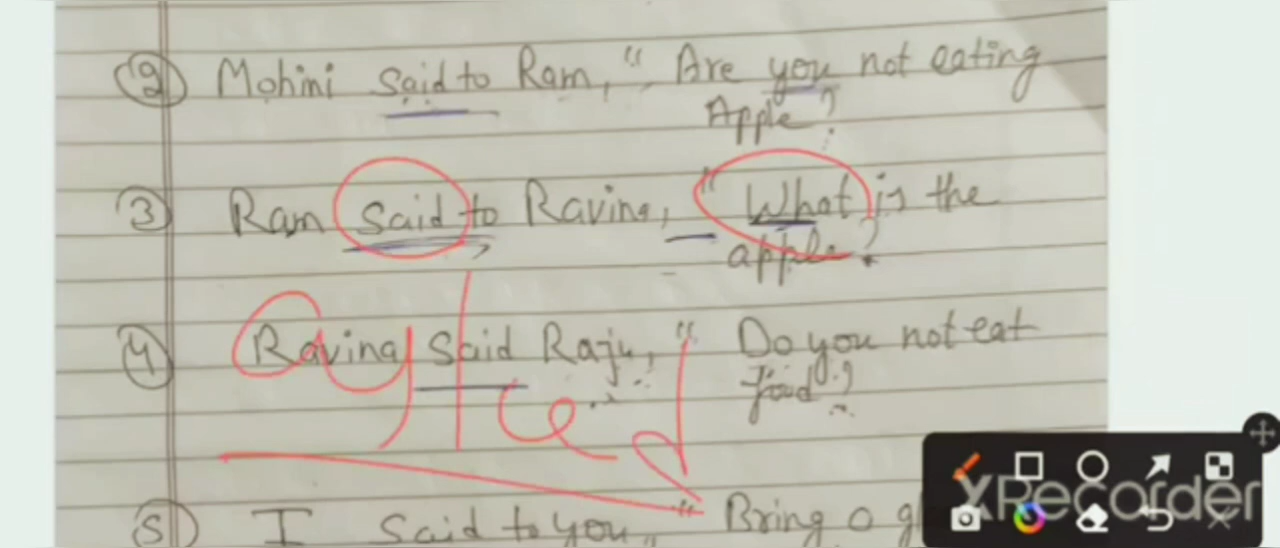 ② Mohini Said to Ram, " Are you not eating
Apple?
③ Ram Said to Ravina, " What is the
apple?
④ Ravina Said Raju, " Do you not eat
food?
⑤ I Said to you, " Bring a gl
XRecorder